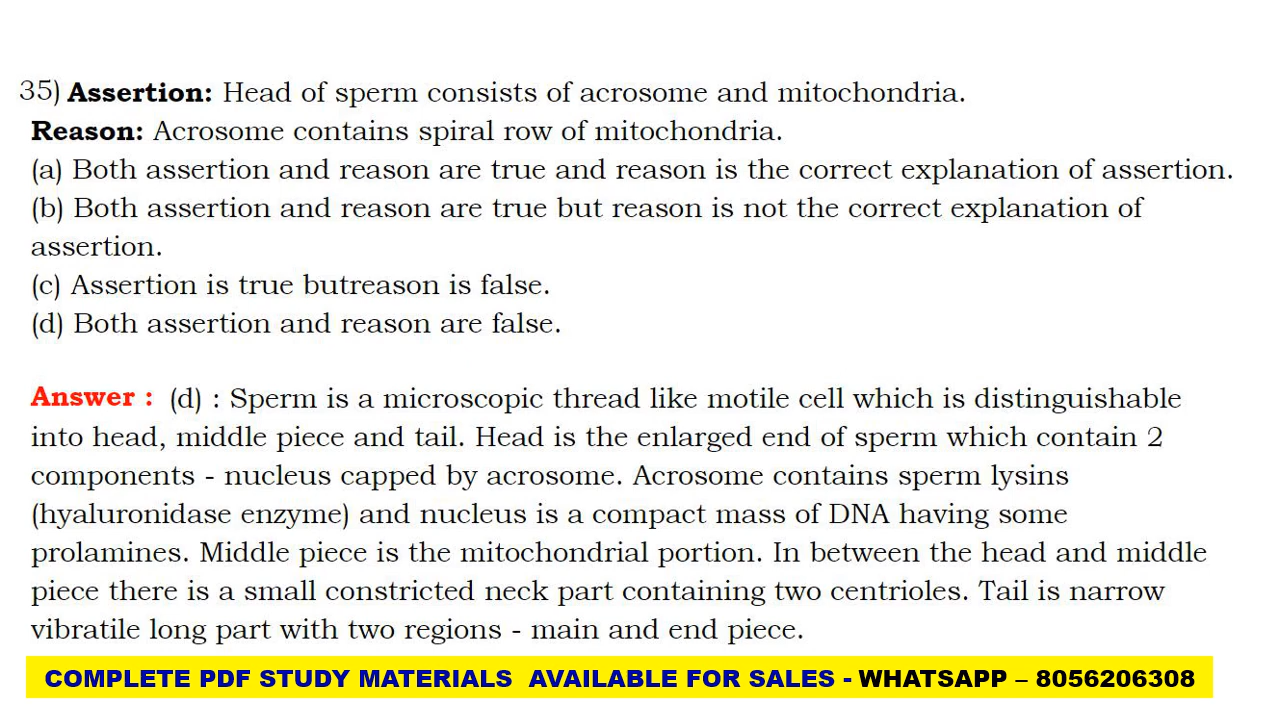 35) Assertion: Head of sperm consists of acrosome and mitochondria.
Reason: Acrosome contains spiral row of mitochondria.
(a) Both assertion and reason are true and reason is the correct explanation of assertion.
(b) Both assertion and reason are true but reason is not the correct explanation of
assertion.
(c) Assertion is true butreason is false.
(d) Both assertion and reason are false.
Answer : (d) : Sperm is a microscopic thread like motile cell which is distinguishable
into head, middle piece and tail. Head is the enlarged end of sperm which contain 2
components - nucleus capped by acrosome. Acrosome contains sperm lysins
(hyaluronidase enzyme) and nucleus is a compact mass of DNA having some
prolamines. Middle piece is the mitochondrial portion. In between the head and middle
piece there is a small constricted neck part containing two centrioles. Tail is narrow
vibratile long part with two regions - main and end piece.
COMPLETE PDF STUDY MATERIALS AVAILABLE FOR SALES - WHATSAPP – 8056206308